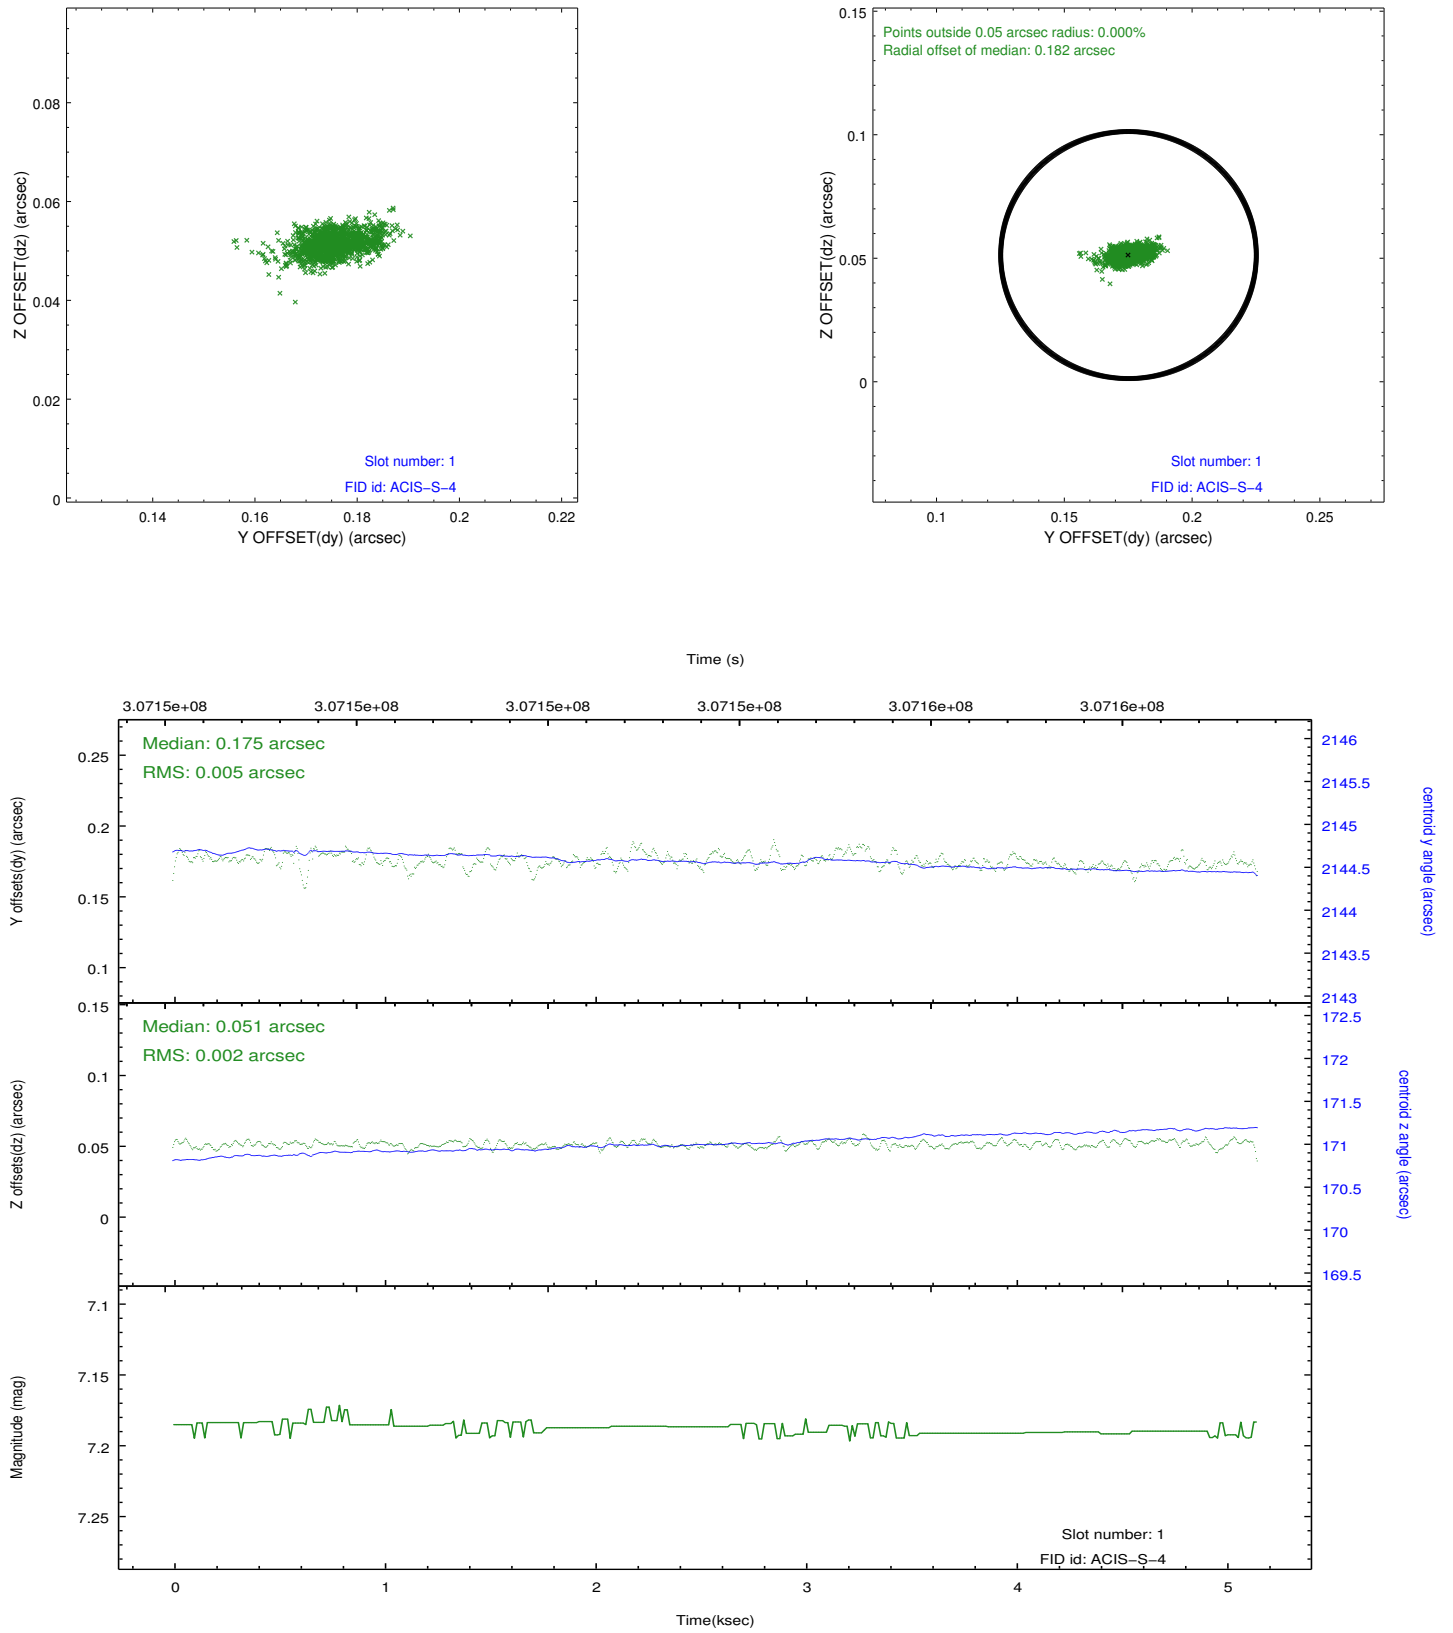 0.08
0.06
0.04
0.02
0
Z OFFSET(dz) (arcsec)
Slot number: 1
FID id: ACIS−S−4
0.14 0.16 0.18 0.2 0.22
Y OFFSET(dy) (arcsec)
0.15
0.1
0.05
0
Z OFFSET(dz) (arcsec)
Points outside 0.05 arcsec radius: 0.000%
Radial offset of median: 0.182 arcsec
Slot number: 1
FID id: ACIS−S−4
0.1 0.15 0.2 0.25
Y OFFSET(dy) (arcsec)
Time (s)
3.0715e+08 3.0715e+08 3.0715e+08 3.0715e+08 3.0716e+08 3.0716e+08
Median: 0.175 arcsec
RMS: 0.005 arcsec
0.25
0.2
0.15
0.1
Y offsets(dy) (arcsec)
2146
2145.5
2145
2144.5
2144
2143.5
2143
centroid y angle (arcsec)
Median: 0.051 arcsec
RMS: 0.002 arcsec
0.15
0.1
0.05
0
Z offsets(dz) (arcsec)
172.5
172
171.5
171
170.5
170
169.5
centroid z angle (arcsec)
7.1
7.15
7.2
7.25
Magnitude (mag)
Slot number: 1
FID id: ACIS−S−4
0 1 2 3 4 5
Time(ksec)